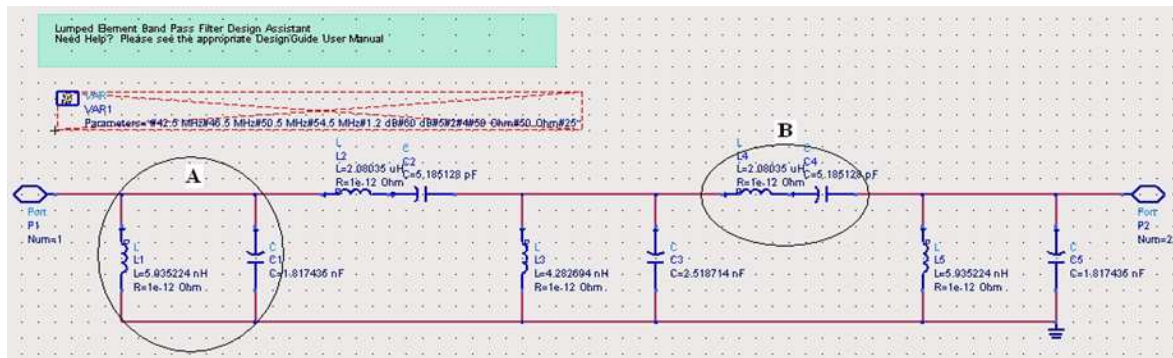 Lumped Element Band Pass Filter Design Assistant
Need Help? Please see the appropriate DesignGuide User Manual
VAR
VAR1
A
L
L2
L=2.08035 uH
R=1e-12 Ohm
C
C2
C=5.185128 pF
B
L
L4
L=2.08035 uH
R=1e-12 Ohm
C
C4
C=5.185128 pF
Port
P1
Num=1
L
L1
L=5.935224 nH
R=1e-12 Ohm
C
C1
C=1.817435 nF
L
L3
L=4.282694 nH
R=1e-12 Ohm
C
C3
C=2.518714 nF
L
L5
L=5.935224 nH
R=1e-12 Ohm
C
C5
C=1.817435 nF
Port
P2
Num=2